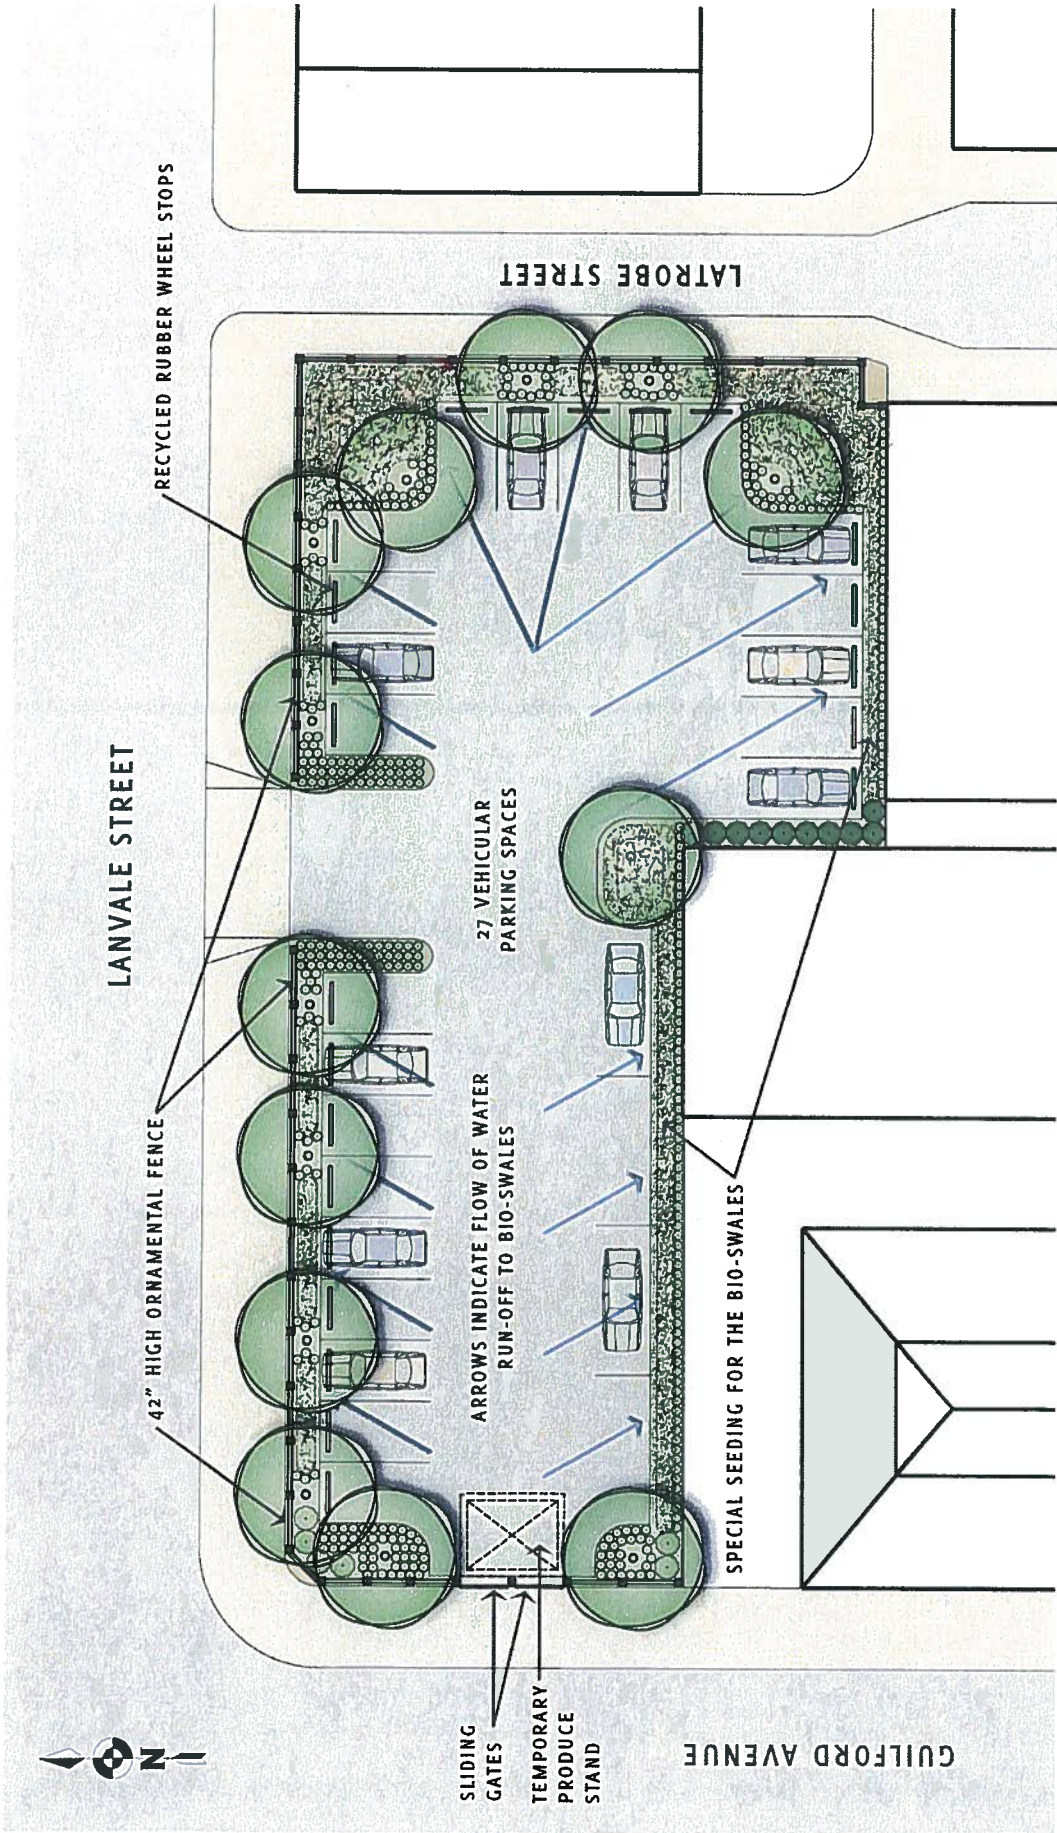 LANVALE STREET
42" HIGH ORNAMENTAL FENCE
RECYCLED RUBBER WHEEL STOPS
N
SLIDING
GATES
TEMPORARY
PRODUCE
STAND
ARROWS INDICATE FLOW OF WATER
RUN-OFF TO BIO-SWALES
27 VEHICULAR
PARKING SPACES
LATROBE STREET
GUILFORD AVENUE
SPECIAL SEEDING FOR THE BIO-SWALES